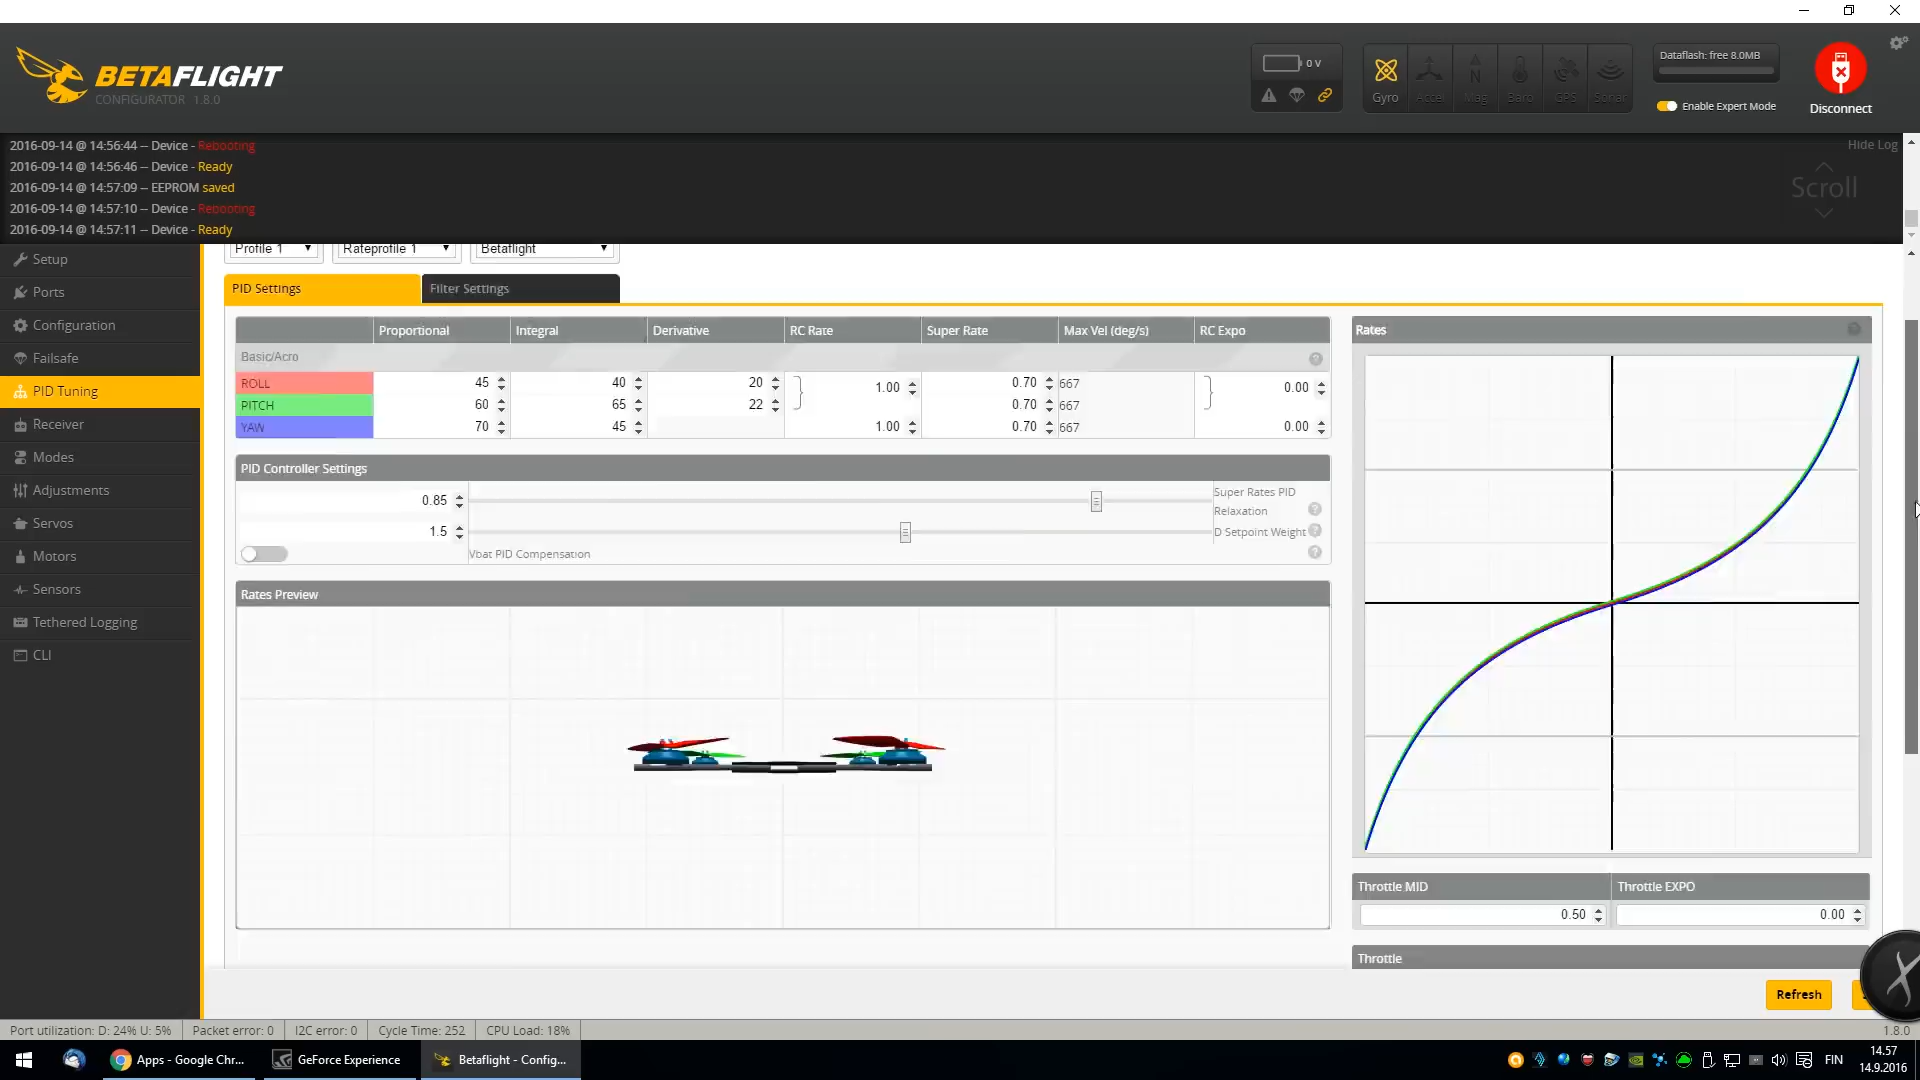 BETAFLIGHT
CONFIGURATOR 1.8.0
0 V
Gyro
Accel
Mag
Baro
GPS
Sonar
Dataflash: free 8.0MB
Enable Expert Mode
Disconnect
2016-09-14 @ 14:56:44 -- Device - Rebooting
2016-09-14 @ 14:56:46 -- Device - Ready
2016-09-14 @ 14:57:09 -- EEPROM saved
2016-09-14 @ 14:57:10 -- Device - Rebooting
2016-09-14 @ 14:57:11 -- Device - Ready
Hide Log
Scroll
Setup
Ports
Configuration
Failsafe
PID Tuning
Receiver
Modes
Adjustments
Servos
Motors
Sensors
Tethered Logging
CLI
Profile 1
Rateprofile 1
Betaflight
PID Settings
Filter Settings
Proportional Integral Derivative RC Rate Super Rate Max Vel (deg/s) RC Expo
Basic/Acro
ROLL 45 40 20 1.00 0.70 667 0.00
PITCH 60 65 22 0.70 667
YAW 70 45 1.00 0.70 667 0.00
PID Controller Settings
0.85 Super Rates PID
Relaxation
1.5 D Setpoint Weight
Vbat PID Compensation
Rates Preview
Rates
Throttle MID Throttle EXPO
0.50 0.00
Throttle
Refresh
Port utilization: D: 24% U: 5% Packet error: 0 I2C error: 0 Cycle Time: 252 CPU Load: 18%
1.8.0
Apps - Google Chr...
GeForce Experience
Betaflight - Config...
FIN
14.57
14.9.2016